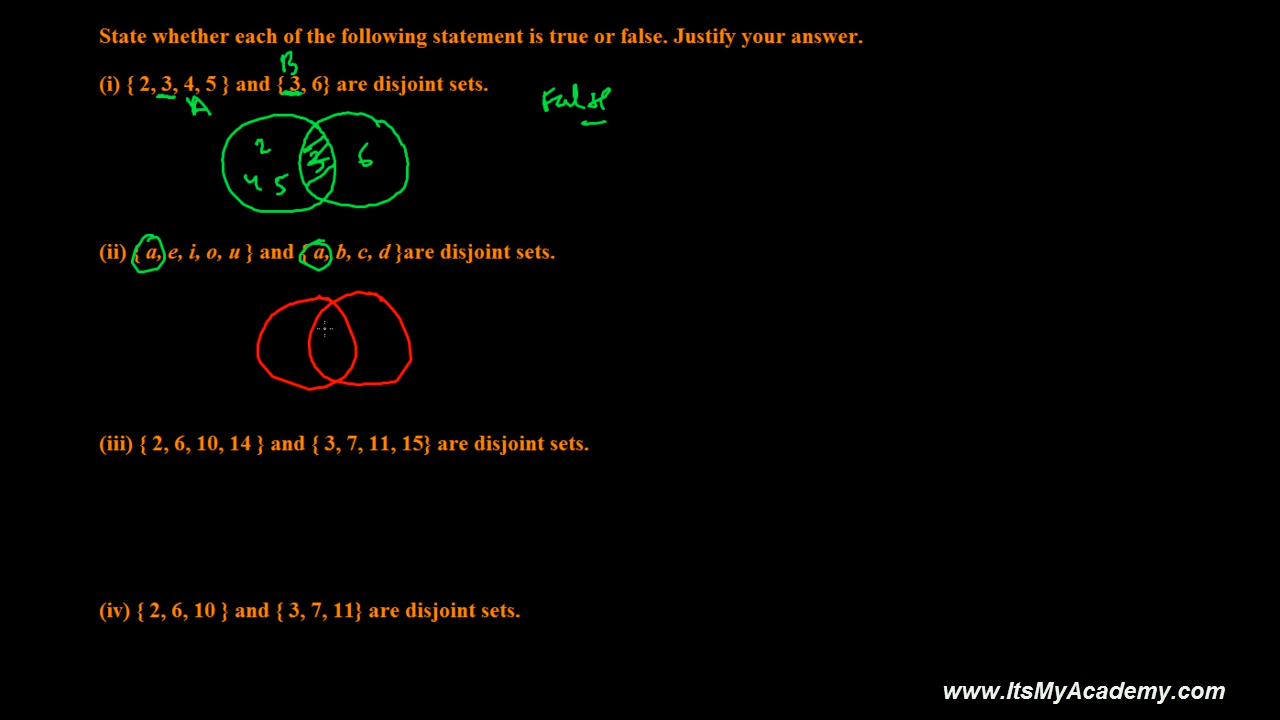 State whether each of the following statement is true or false. Justify your answer.
B
(i) { 2, 3, 4, 5 } and { 3, 6} are disjoint sets.
A
False
2 3 6
4 5
(ii) { a, e, i, o, u } and { a, b, c, d }are disjoint sets.
(iii) { 2, 6, 10, 14 } and { 3, 7, 11, 15} are disjoint sets.
(iv) { 2, 6, 10 } and { 3, 7, 11} are disjoint sets.
www.ItsMyAcademy.com